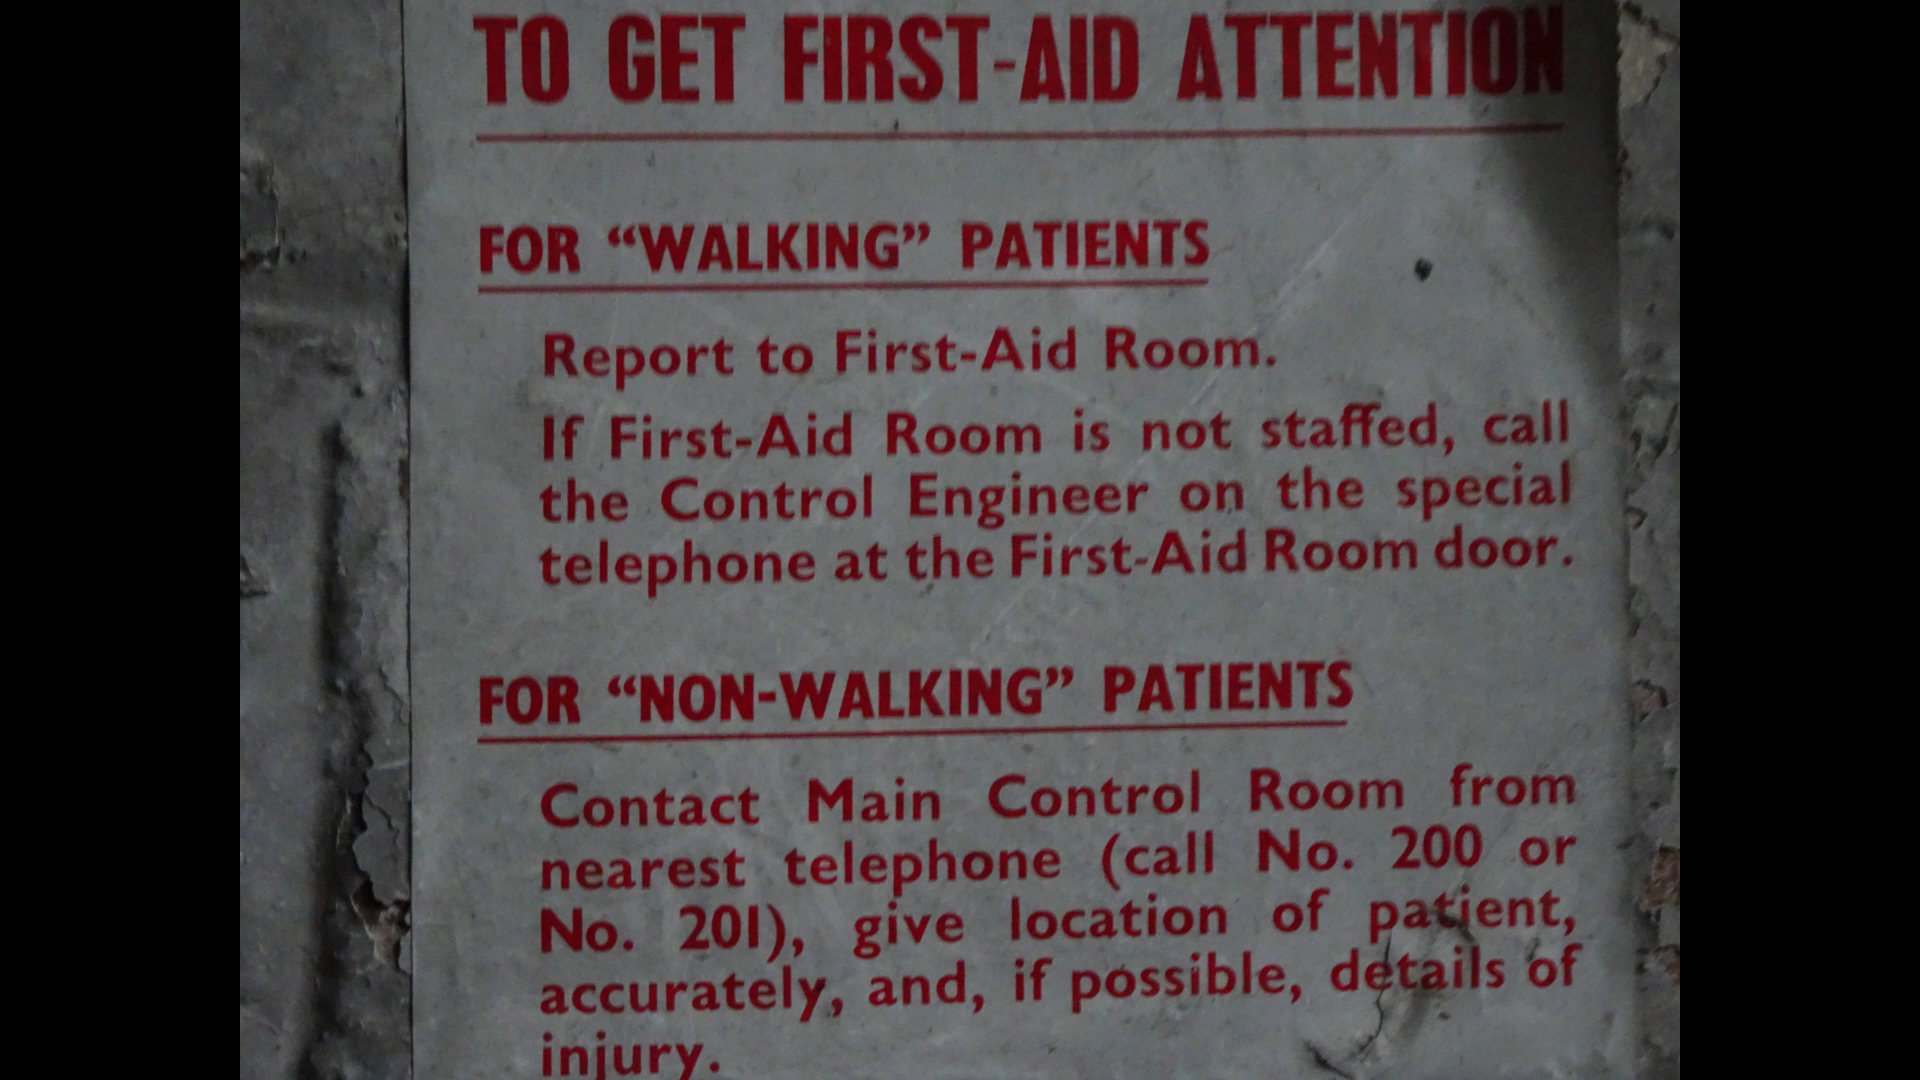 TO GET FIRST-AID ATTENTION
FOR “WALKING” PATIENTS
Report to First-Aid Room.
If First-Aid Room is not staffed, call
the Control Engineer on the special
telephone at the First-Aid Room door.
FOR “NON-WALKING” PATIENTS
Contact Main Control Room from
nearest telephone (call No. 200 or
No. 201), give location of patient,
accurately, and, if possible, details of
injury.